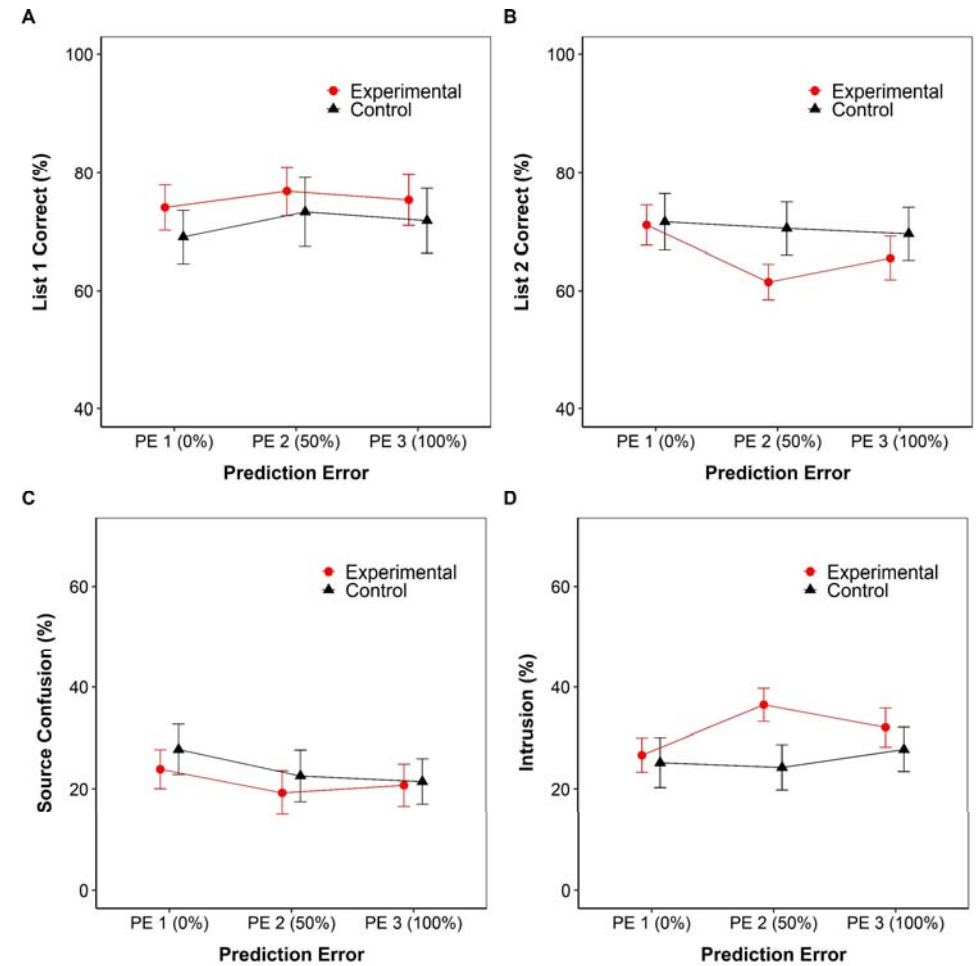 A
List 1 Correct (%)
100
80
60
40
Experimental
Control
PE 1 (0%) PE 2 (50%) PE 3 (100%)
Prediction Error
B
List 2 Correct (%)
100
80
60
40
Experimental
Control
PE 1 (0%) PE 2 (50%) PE 3 (100%)
Prediction Error
C
Source Confusion (%)
60
40
20
0
Experimental
Control
PE 1 (0%) PE 2 (50%) PE 3 (100%)
Prediction Error
D
Intrusion (%)
60
40
20
0
Experimental
Control
PE 1 (0%) PE 2 (50%) PE 3 (100%)
Prediction Error